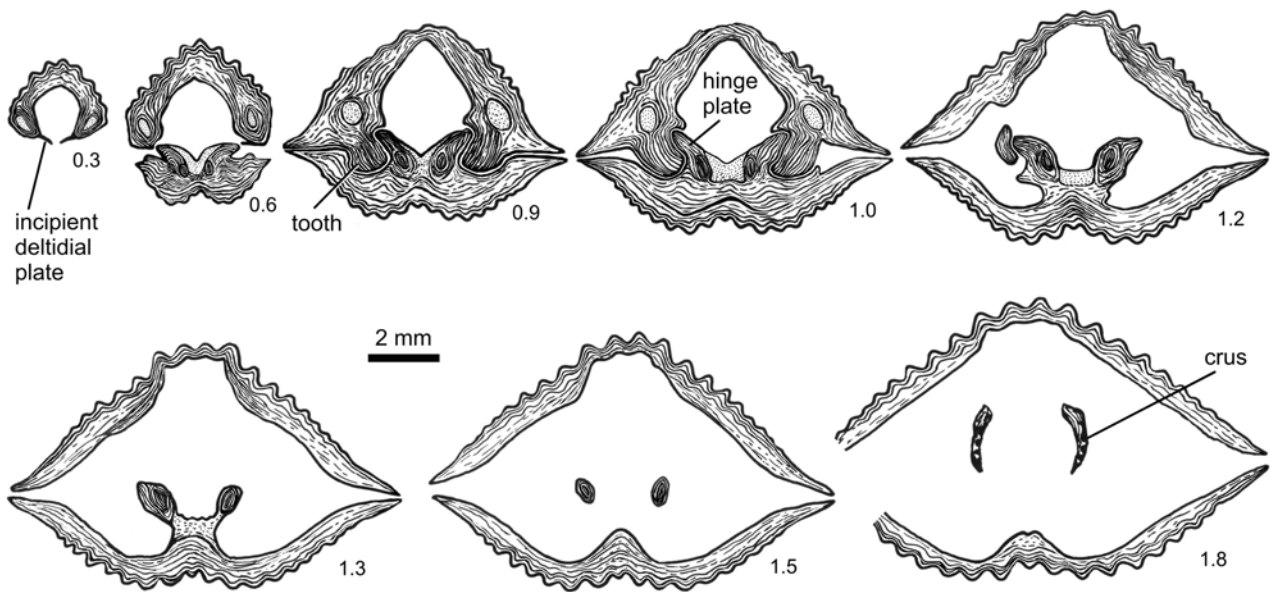 0.3
incipient
deltidial
plate
0.6
tooth
0.9
hinge
plate
1.0
1.2
2 mm
1.3
1.5
crus
1.8